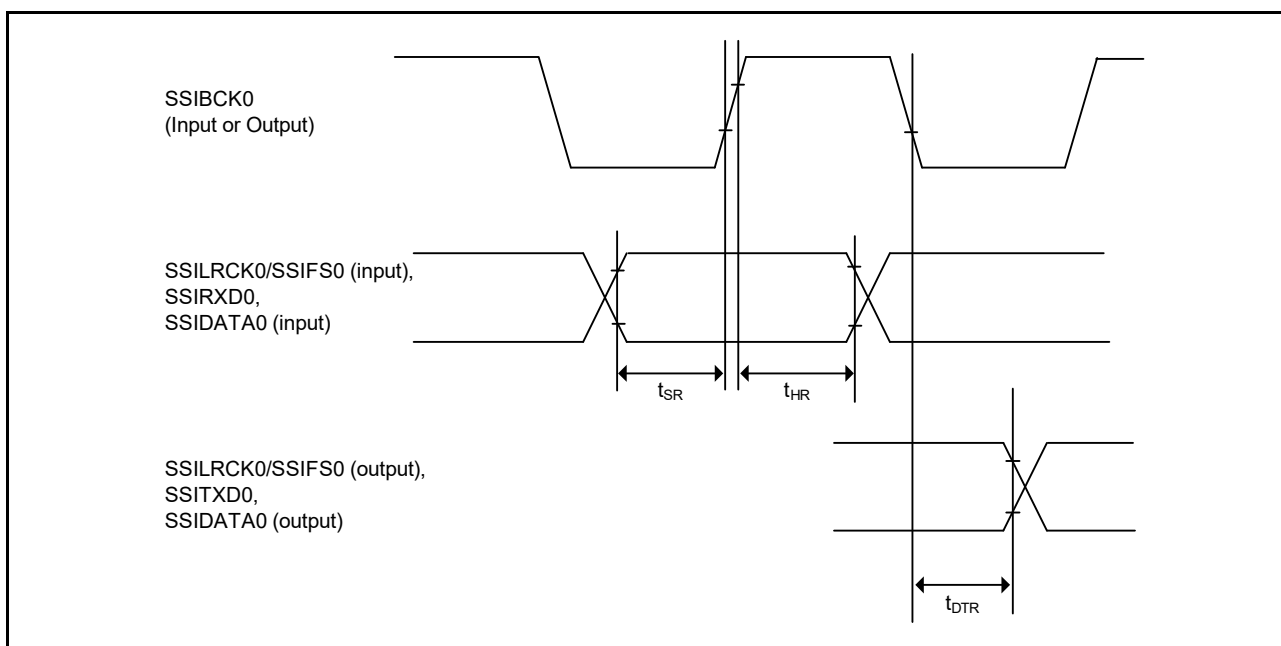 SSIBCK0
(Input or Output)
SSILRCK0/SSIFS0 (input),
SSIRXD0,
SSIDATA0 (input)
tSR
tHR
SSILRCK0/SSIFS0 (output),
SSITXD0,
SSIDATA0 (output)
tDTR